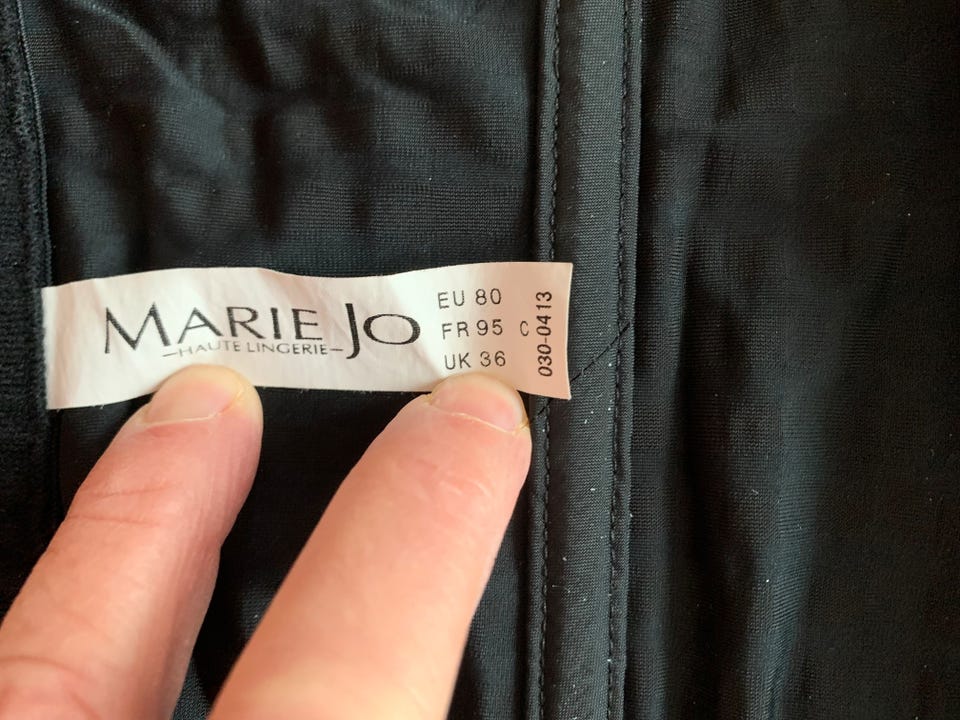 MARIE JO
HAUTE LINGERIE
EU 80
FR 95 C
UK 36
030-0413